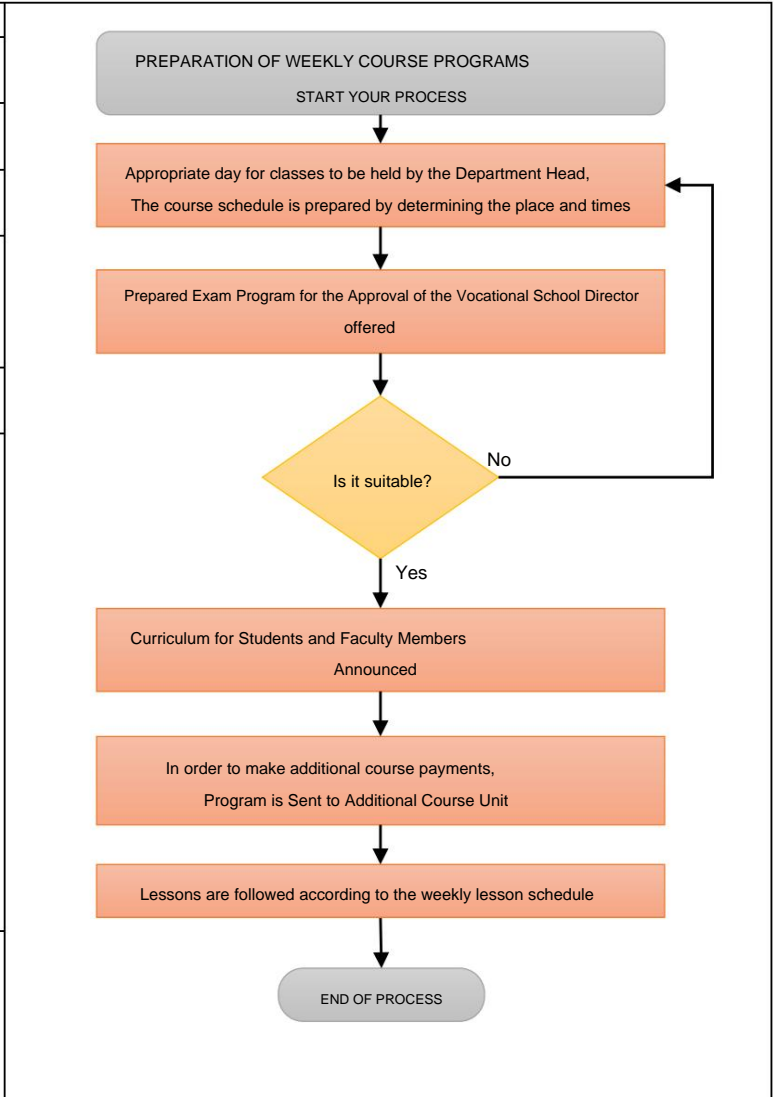 PREPARATION OF WEEKLY COURSE PROGRAMS
START YOUR PROCESS
Appropriate day for classes to be held by the Department Head,
The course schedule is prepared by determining the place and times
Prepared Exam Program for the Approval of the Vocational School Director
offered
Is it suitable?
No
Yes
Curriculum for Students and Faculty Members
Announced
In order to make additional course payments,
Program is Sent to Additional Course Unit
Lessons are followed according to the weekly lesson schedule
END OF PROCESS